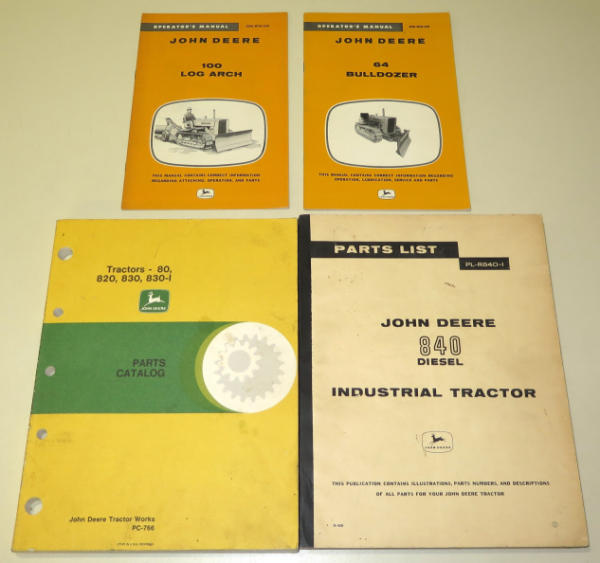 OPERATOR'S MANUAL
JOHN DEERE
100
LOG ARCH
THIS MANUAL CONTAINS CORRECT INFORMATION
REGARDING ATTACHING, OPERATION, AND PARTS
OPERATOR'S MANUAL
JOHN DEERE
64
BULLDOZER
THIS MANUAL CONTAINS CORRECT INFORMATION REGARDING
OPERATION, LUBRICATION, SERVICE AND PARTS
Tractors - 80,
820, 830, 830-I
JOHN DEERE
PARTS
CATALOG
John Deere Tractor Works
PC-766
PARTS LIST
PL-R840-I
JOHN DEERE
840
DIESEL
INDUSTRIAL TRACTOR
JOHN DEERE
THIS PUBLICATION CONTAINS ILLUSTRATIONS, PARTS NUMBERS, AND DESCRIPTIONS
OF ALL PARTS FOR YOUR JOHN DEERE TRACTOR